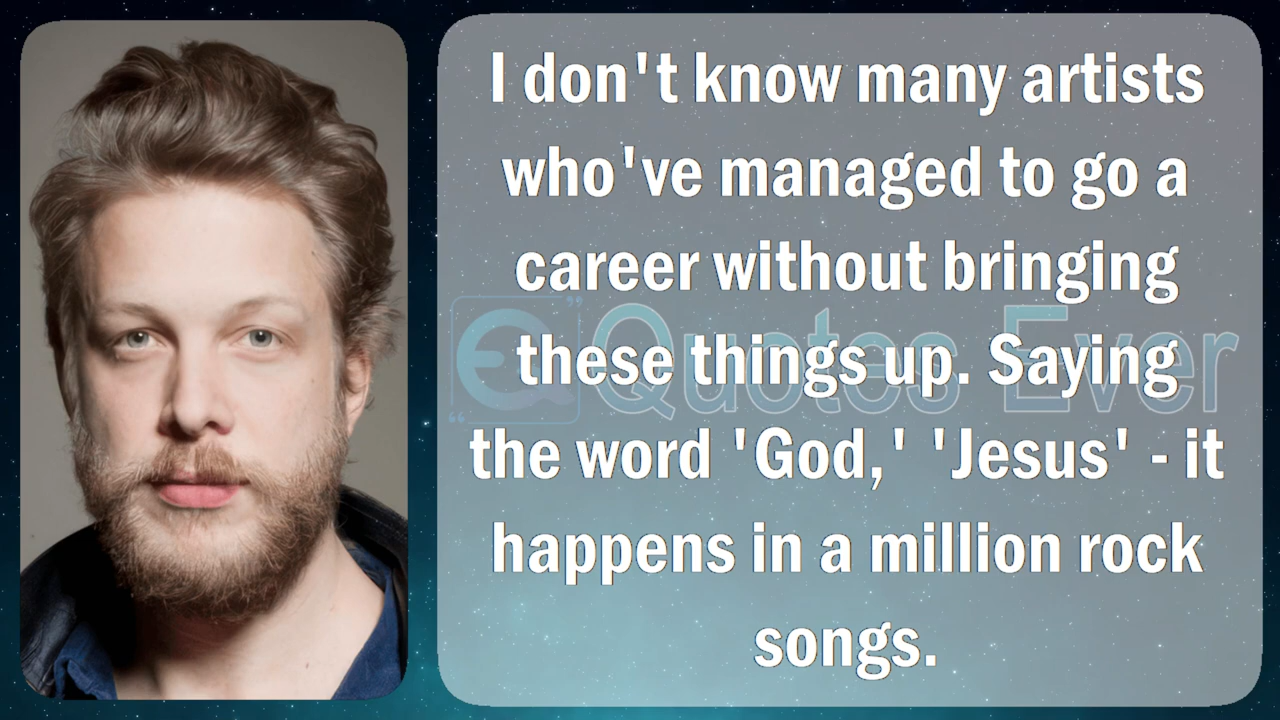 I don't know many artists
who've managed to go a
career without bringing
these things up. Saying
the word 'God,' 'Jesus' - it
happens in a million rock
songs.
EQ Quotes Ever